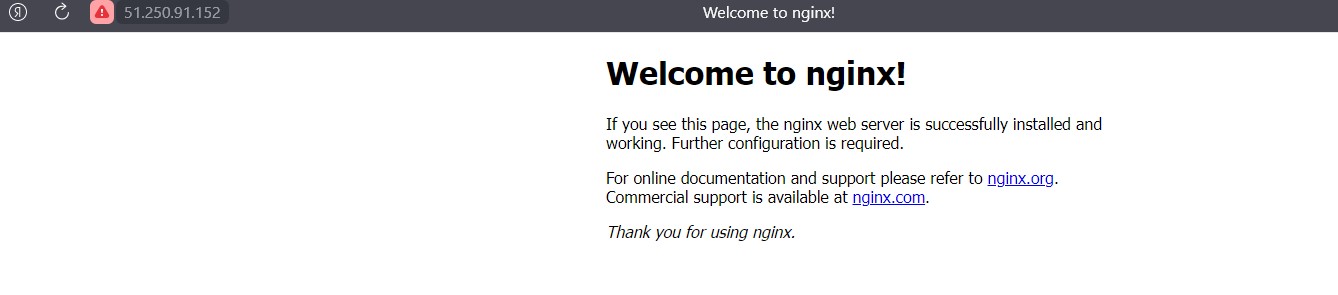 51.250.91.152
Welcome to nginx!
Welcome to nginx!
If you see this page, the nginx web server is successfully installed and
working. Further configuration is required.
For online documentation and support please refer to nginx.org.
Commercial support is available at nginx.com.
Thank you for using nginx.